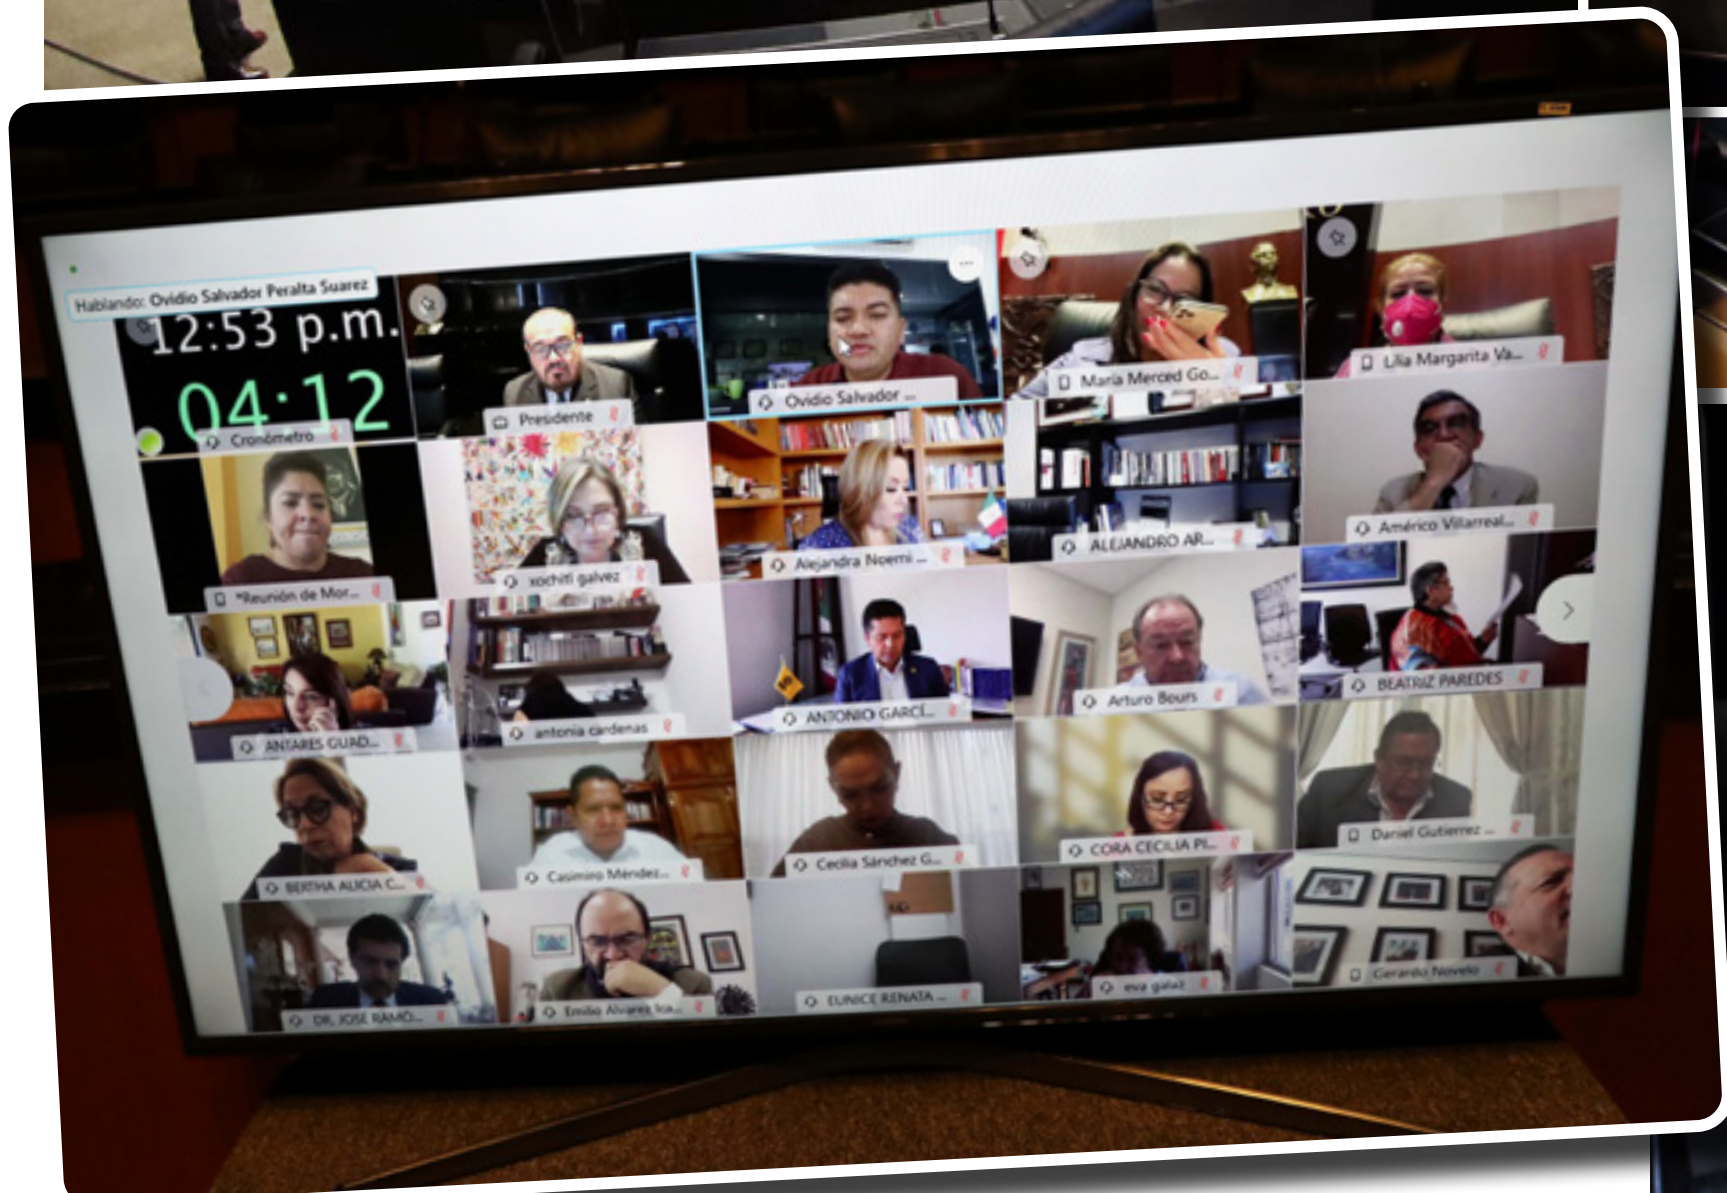 Hablando: Ovidio Salvador Peralta Suarez
12:53 p.m.
04:12
Cronómetro
Presidente
Ovidio Salvador ...
María Merced Go...
Lilia Margarita Va...
*Reunión de Mor...
xochitl galvez
Alejandra Noemi ...
ALEJANDRO AR...
Américo Villarreal...
ANTARES GUAD...
antonia cardenas
ANTONIO GARCÍ...
Arturo Bours
BEATRIZ PAREDES
BERTHA ALICIA C...
Casimiro Méndez...
Cecilia Sánchez G...
CORA CECILIA PI...
Daniel Gutierrez ...
DR. JOSÉ RAMÓ...
Emilio Alvarez Ica...
EUNICE RENATA ...
eva galaz
Gerardo Novelo